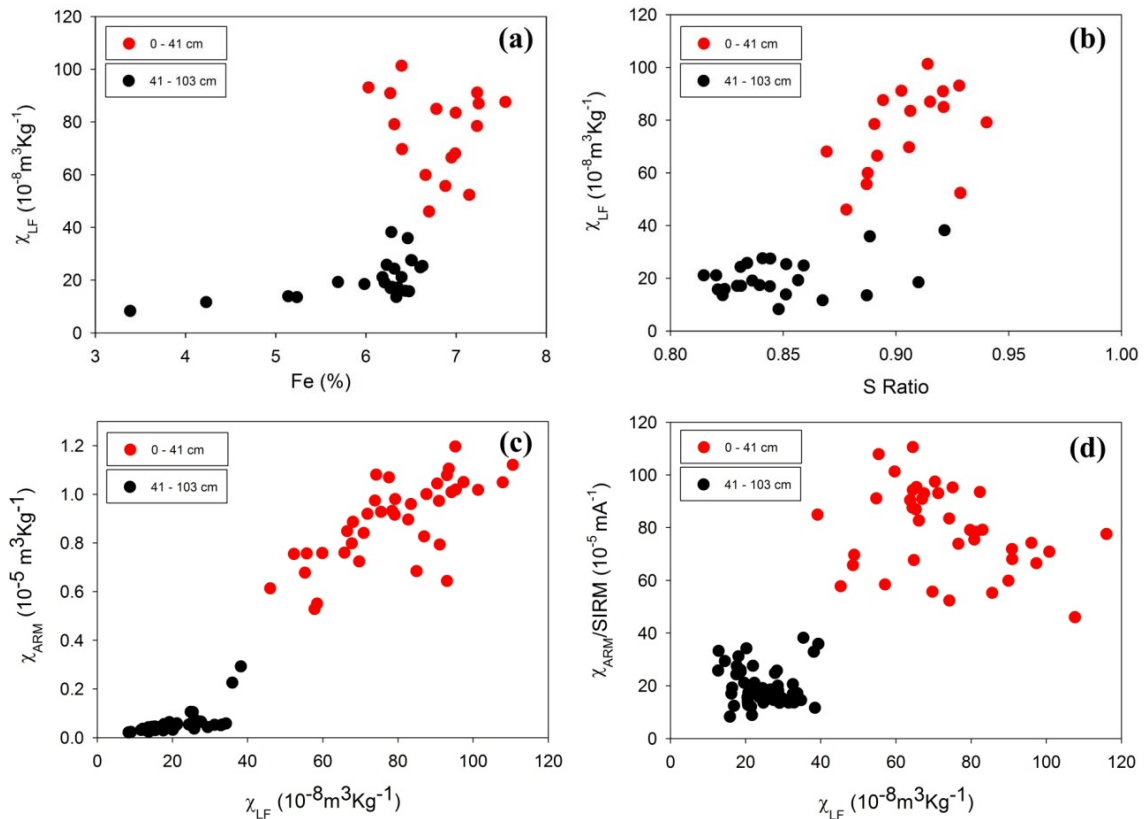 120
100
80
60
40
20
0
χLF (10-8m3Kg-1)
0 - 41 cm
41 - 103 cm
(a)
3 4 5 6 7 8
Fe (%)
120
100
80
60
40
20
0
χLF (10-8m3Kg-1)
0 - 41 cm
41 - 103 cm
(b)
0.80 0.85 0.90 0.95 1.00
S Ratio
1.2
1.0
0.8
0.6
0.4
0.2
0.0
χARM (10-5 m3Kg-1)
0 - 41 cm
41 - 103 cm
(c)
0 20 40 60 80 100 120
χLF (10-8m3Kg-1)
120
100
80
60
40
20
0
χARM/SIRM (10-5 mA-1)
0 - 41 cm
41 - 103 cm
(d)
0 20 40 60 80 100 120
χLF (10-8m3Kg-1)